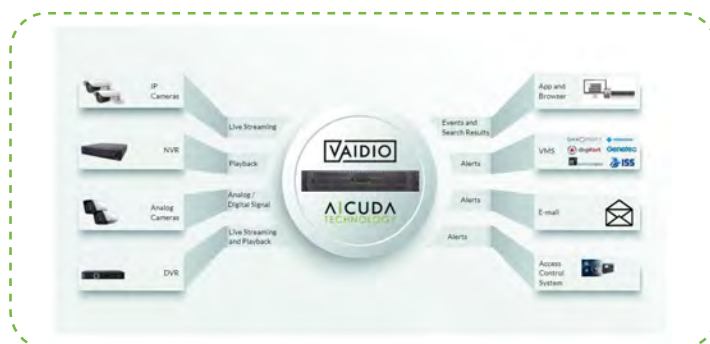 IP
Cameras
Live Streaming
NVR
Playback
Analog
Cameras
Analog /
Digital Signal
DVR
Live Streaming
and Playback
VAIDIO
AICUDA
TECHNOLOGY
Events and
Search Results
App and
Browser
Alerts
VMS
digifort
Genetec
ISS
Alerts
E-mail
Alerts
Access
Control
System